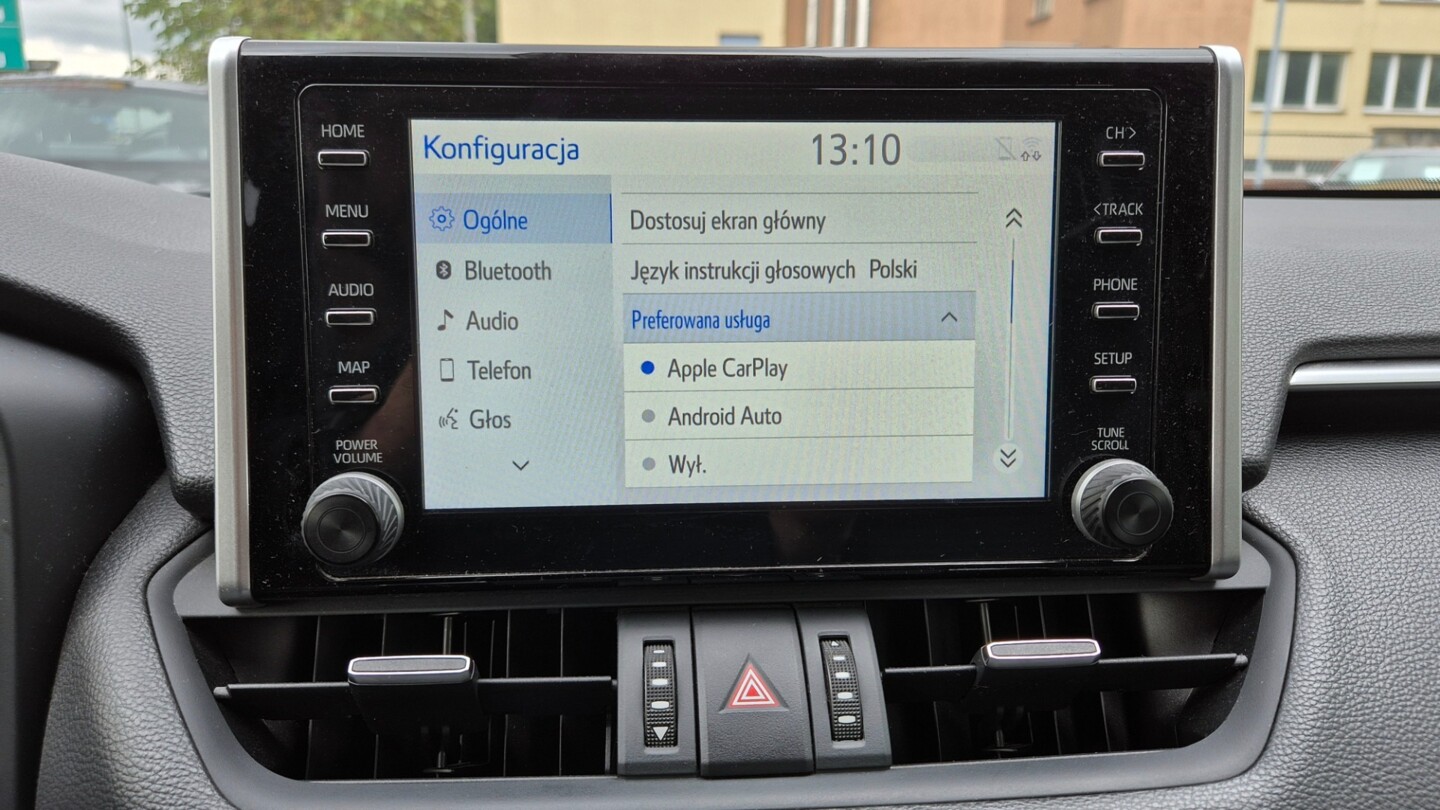 HOME
MENU
AUDIO
MAP
POWER
VOLUME
Konfiguracja 13:10
Ogólne
Bluetooth
Audio
Telefon
Głos
Dostosuj ekran główny
Język instrukcji głosowych Polski
Preferowana usługa
Apple CarPlay
Android Auto
Wył.
CH>
<TRACK
PHONE
SETUP
TUNE
SCROLL